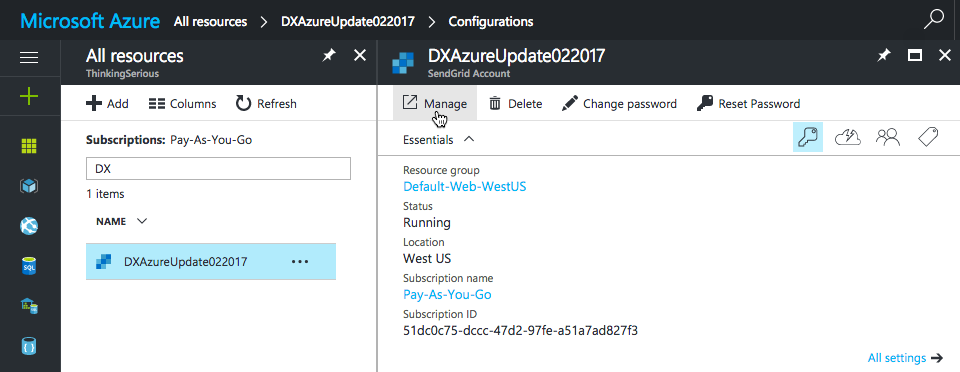 Microsoft Azure All resources > DXAzureUpdate022017 > Configurations
All resources
ThinkingSerious
Add Columns Refresh
Subscriptions: Pay-As-You-Go
DX
1 items
NAME
DXAzureUpdate022017 ...
SQL
DXAzureUpdate022017
SendGrid Account
Manage Delete Change password Reset Password
Essentials
Resource group
Default-Web-WestUS
Status
Running
Location
West US
Subscription name
Pay-As-You-Go
Subscription ID
51dc0c75-dccc-47d2-97fe-a51a7ad827f3
All settings